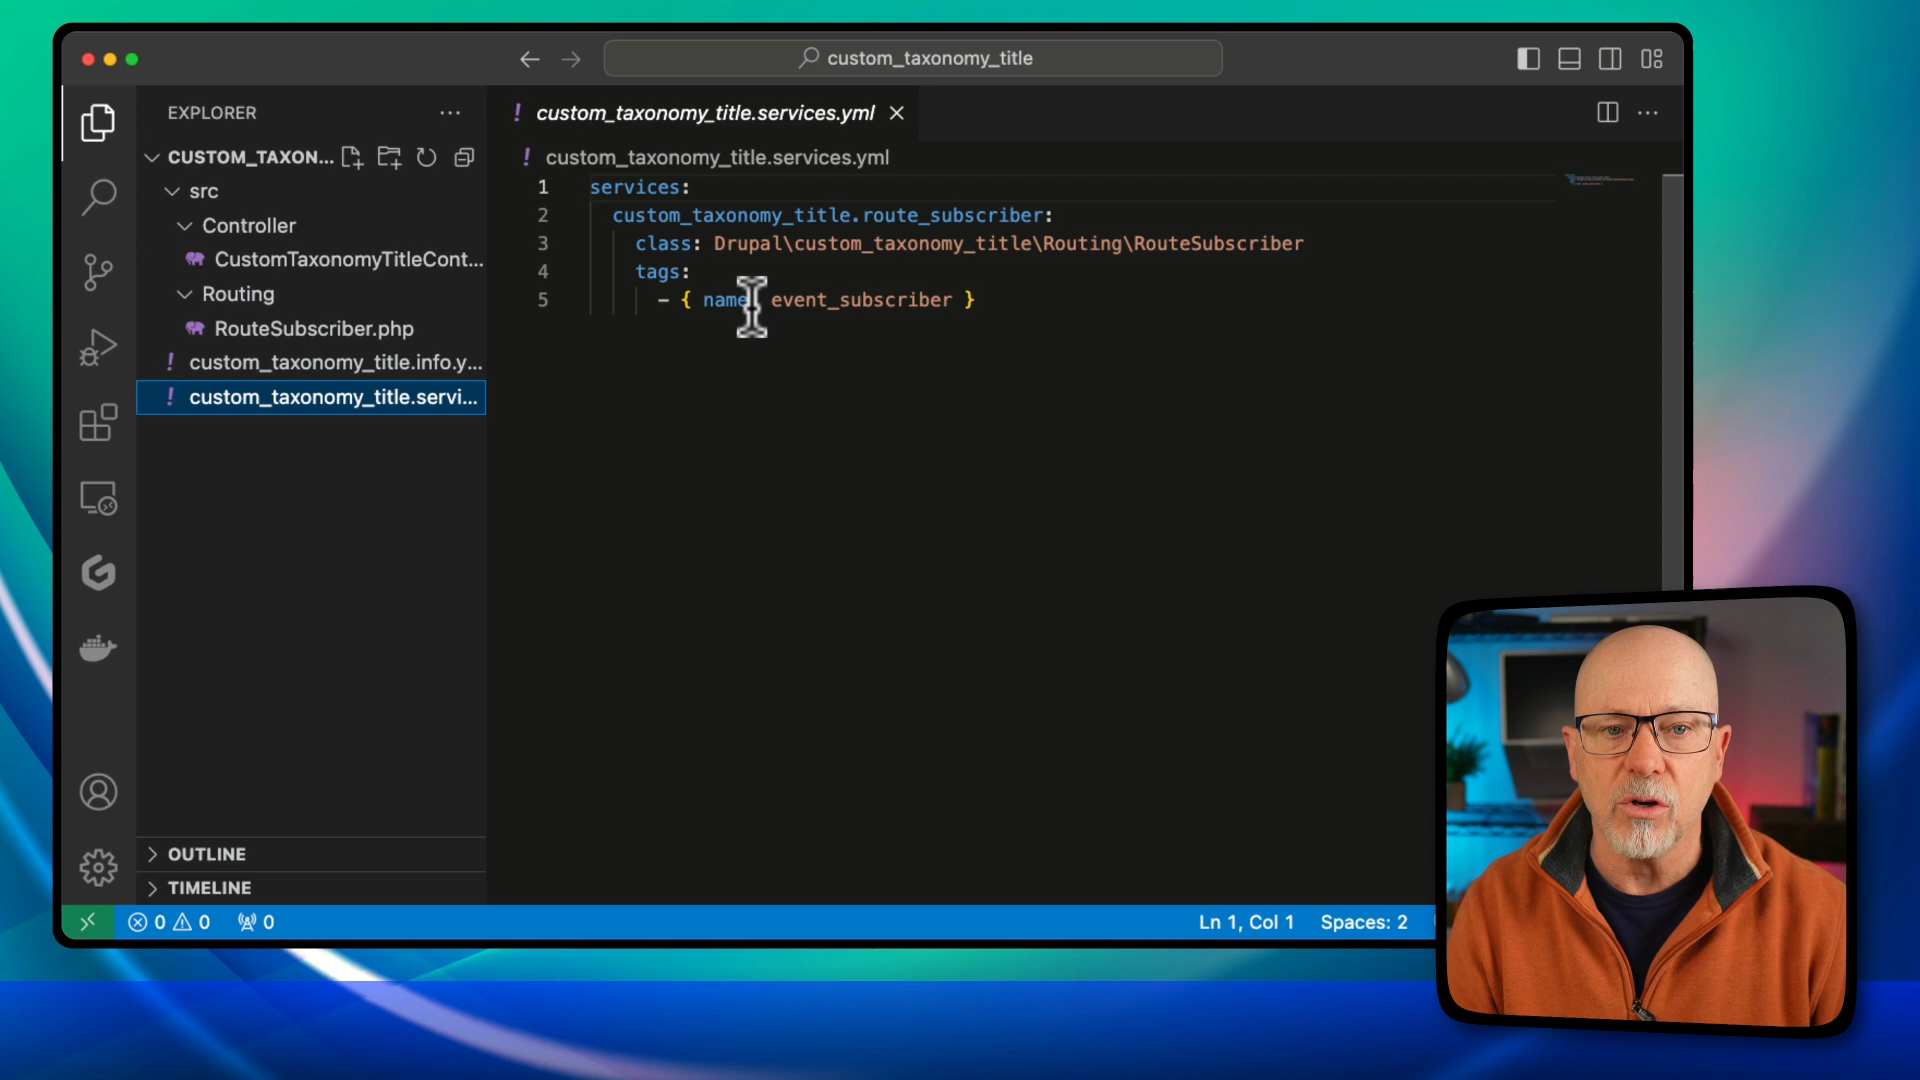 custom_taxonomy_title
EXPLORER
CUSTOM_TAXON...
src
Controller
CustomTaxonomyTitleCont...
Routing
RouteSubscriber.php
! custom_taxonomy_title.info.y...
! custom_taxonomy_title.servi...
OUTLINE
TIMELINE
! custom_taxonomy_title.services.yml
! custom_taxonomy_title.services.yml
1 services:
2 custom_taxonomy_title.route_subscriber:
3 class: Drupal\custom_taxonomy_title\Routing\RouteSubscriber
4 tags:
5 - { name event_subscriber }
0 0 0
Ln 1, Col 1 Spaces: 2